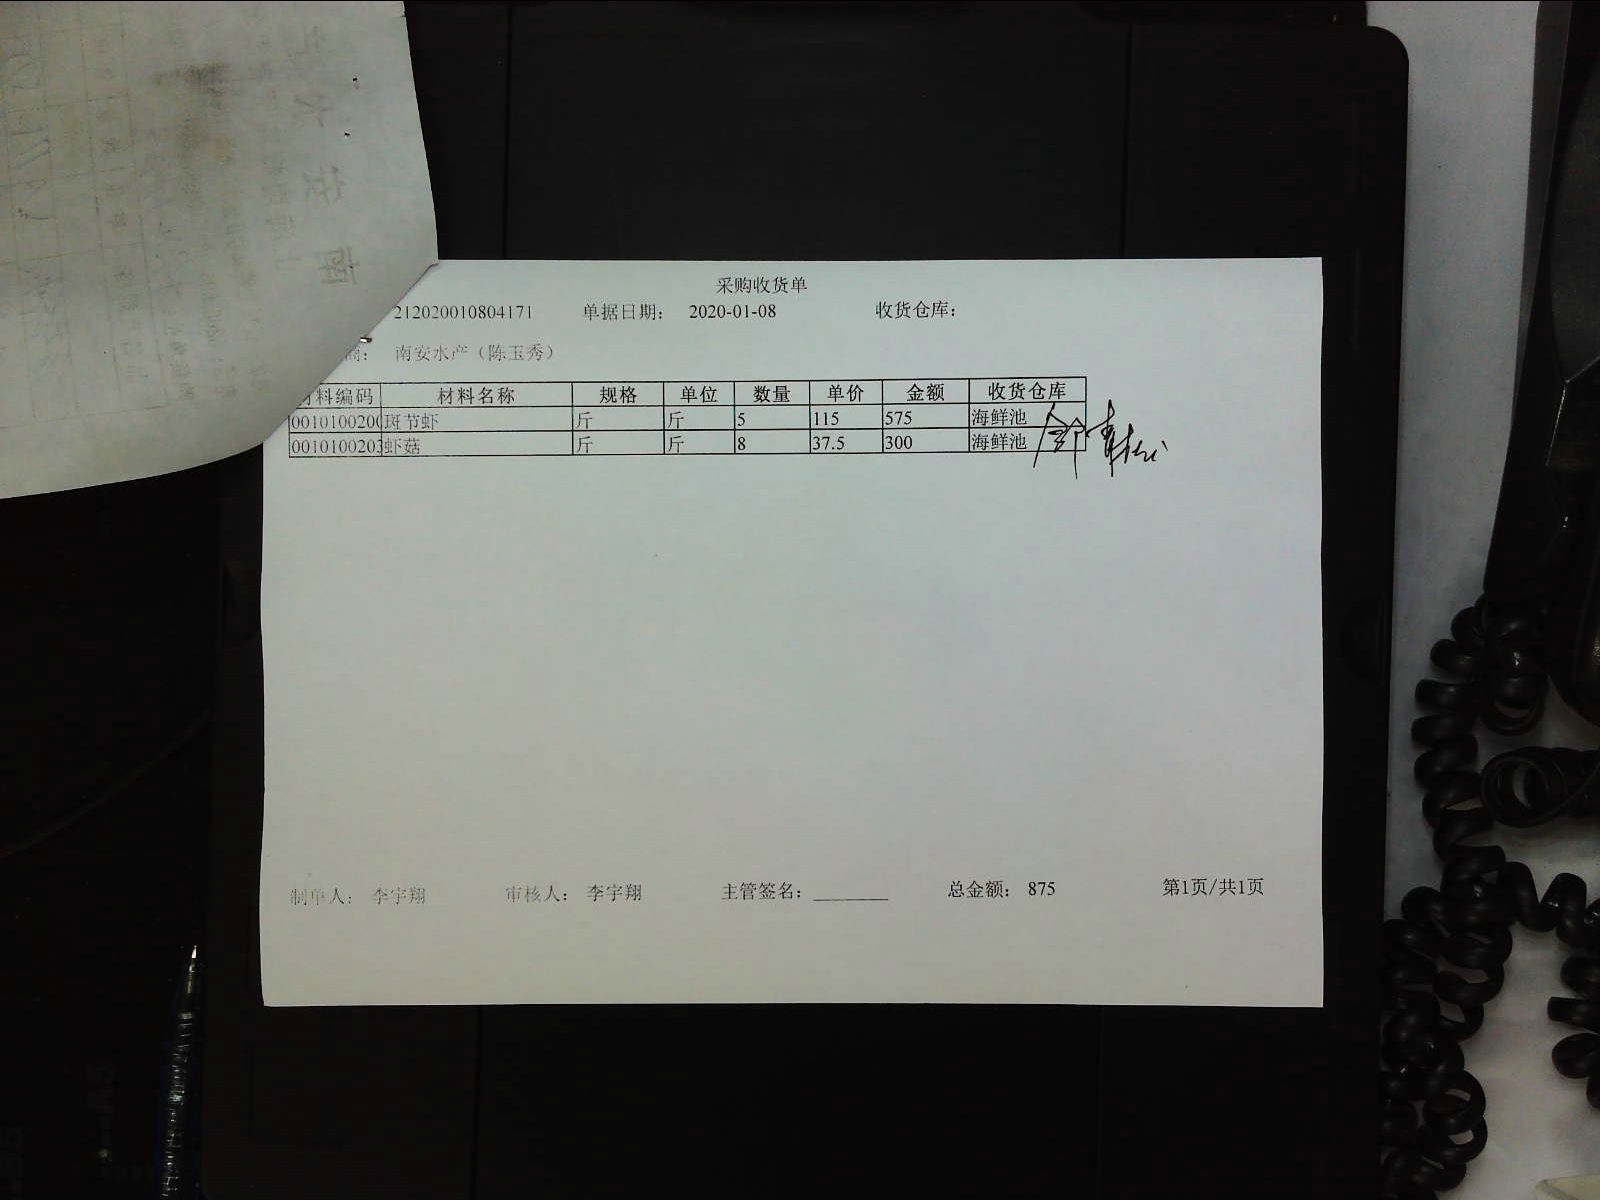 采购收货单
212020010804171 单据日期： 2020-01-08 收货仓库：
商： 南安水产（陈玉秀）
材料编码 材料名称 规格 单位 数量 单价 金额 收货仓库
0010100200 斑节虾 斤 斤 5 115 575 海鲜池
0010100203 虾菇 斤 斤 8 37.5 300 海鲜池
制单人： 李宇翔 审核人： 李宇翔 主管签名： 总金额： 875 第1页/共1页